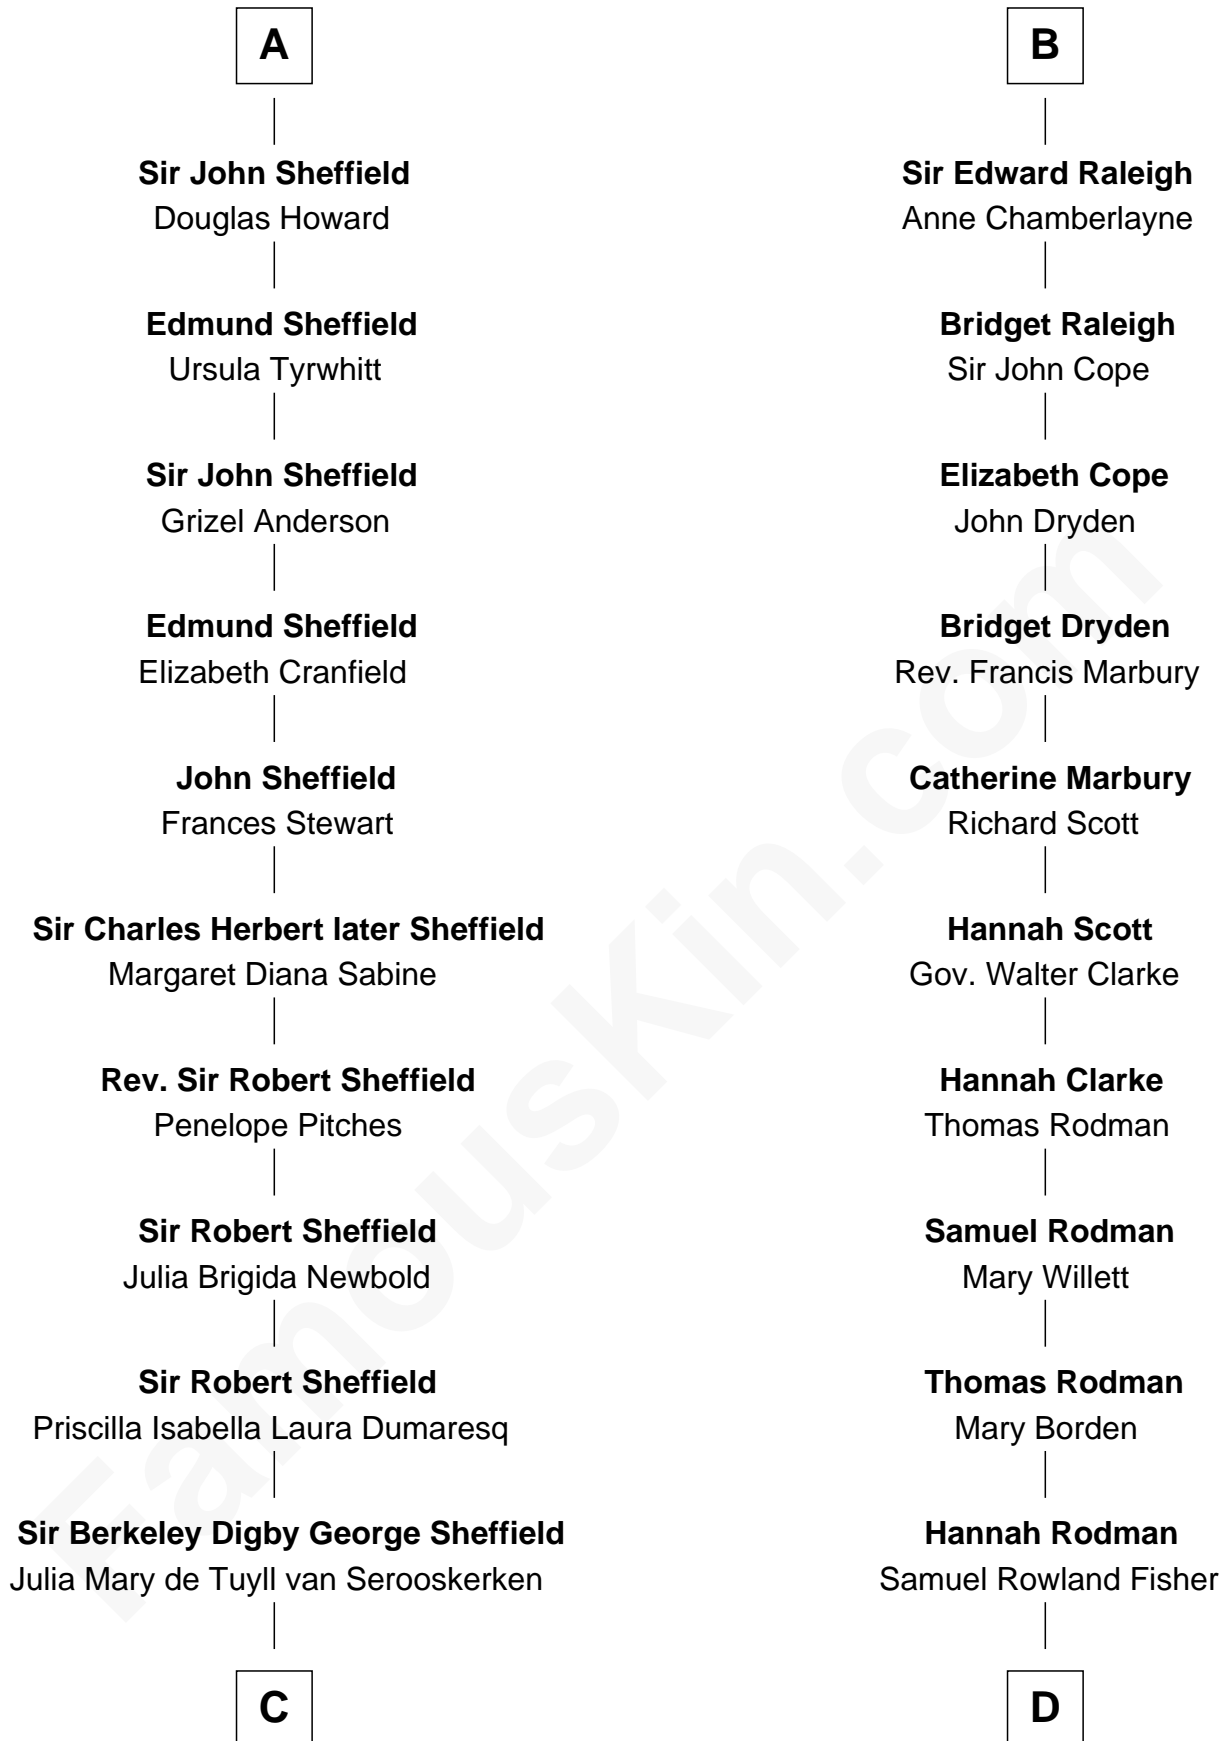 A
Sir John Sheffield
Douglas Howard
Edmund Sheffield
Ursula Tyrwhitt
Sir John Sheffield
Grizel Anderson
Edmund Sheffield
Elizabeth Cranfield
John Sheffield
Frances Stewart
Sir Charles Herbert later Sheffield
Margaret Diana Sabine
Rev. Sir Robert Sheffield
Penelope Pitches
Sir Robert Sheffield
Julia Brigida Newbold
Sir Robert Sheffield
Priscilla Isabella Laura Dumaresq
Sir Berkeley Digby George Sheffield
Julia Mary de Tuyll van Serooskerken
C
B
Sir Edward Raleigh
Anne Chamberlayne
Bridget Raleigh
Sir John Cope
Elizabeth Cope
John Dryden
Bridget Dryden
Rev. Francis Marbury
Catherine Marbury
Richard Scott
Hannah Scott
Gov. Walter Clarke
Hannah Clarke
Thomas Rodman
Samuel Rodman
Mary Willett
Thomas Rodman
Mary Borden
Hannah Rodman
Samuel Rowland Fisher
D
FamousKin.com